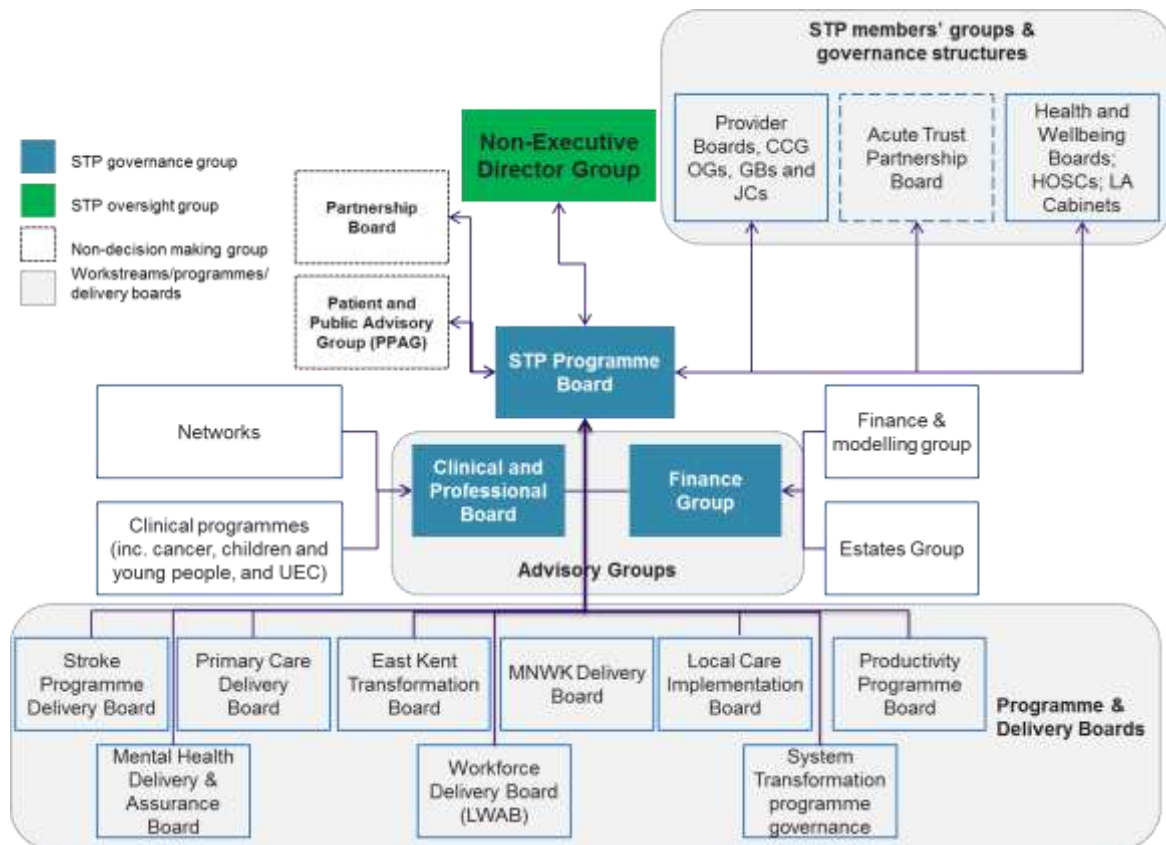 STP members' groups &
governance structures
Provider
Boards, CCG
OGs, GBs and
JCs
Acute Trust
Partnership
Board
Health and
Wellbeing
Boards;
HOSCs; LA
Cabinets
Non-Executive
Director Group
STP governance group
STP oversight group
Non-decision making group
Workstreams/programmes/
delivery boards
Partnership
Board
Patient and
Public Advisory
Group (PPAG)
STP Programme
Board
Networks
Clinical programmes
(inc. cancer, children and
young people, and UEC)
Clinical and
Professional
Board
Finance
Group
Advisory Groups
Finance &
modelling group
Estates Group
Stroke
Programme
Delivery Board
Primary Care
Delivery
Board
East Kent
Transformation
Board
MNWK Delivery
Board
Local Care
Implementation
Board
Productivity
Programme
Board
Programme &
Delivery Boards
Mental Health
Delivery &
Assurance
Board
Workforce
Delivery Board
(LWAB)
System
Transformation
programme
governance